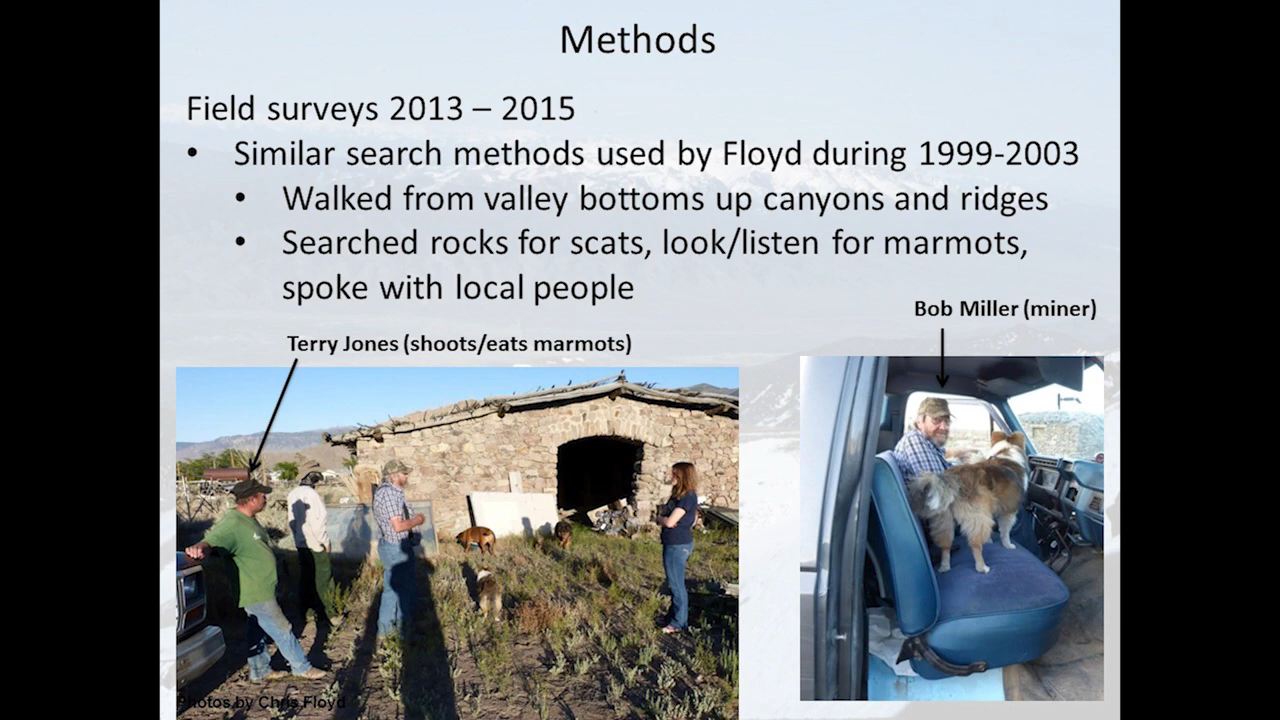 Methods
Field surveys 2013 – 2015
• Similar search methods used by Floyd during 1999-2003
• Walked from valley bottoms up canyons and ridges
• Searched rocks for scats, look/listen for marmots,
spoke with local people
Bob Miller (miner)
Terry Jones (shoots/eats marmots)
Photos by Chris Floyd